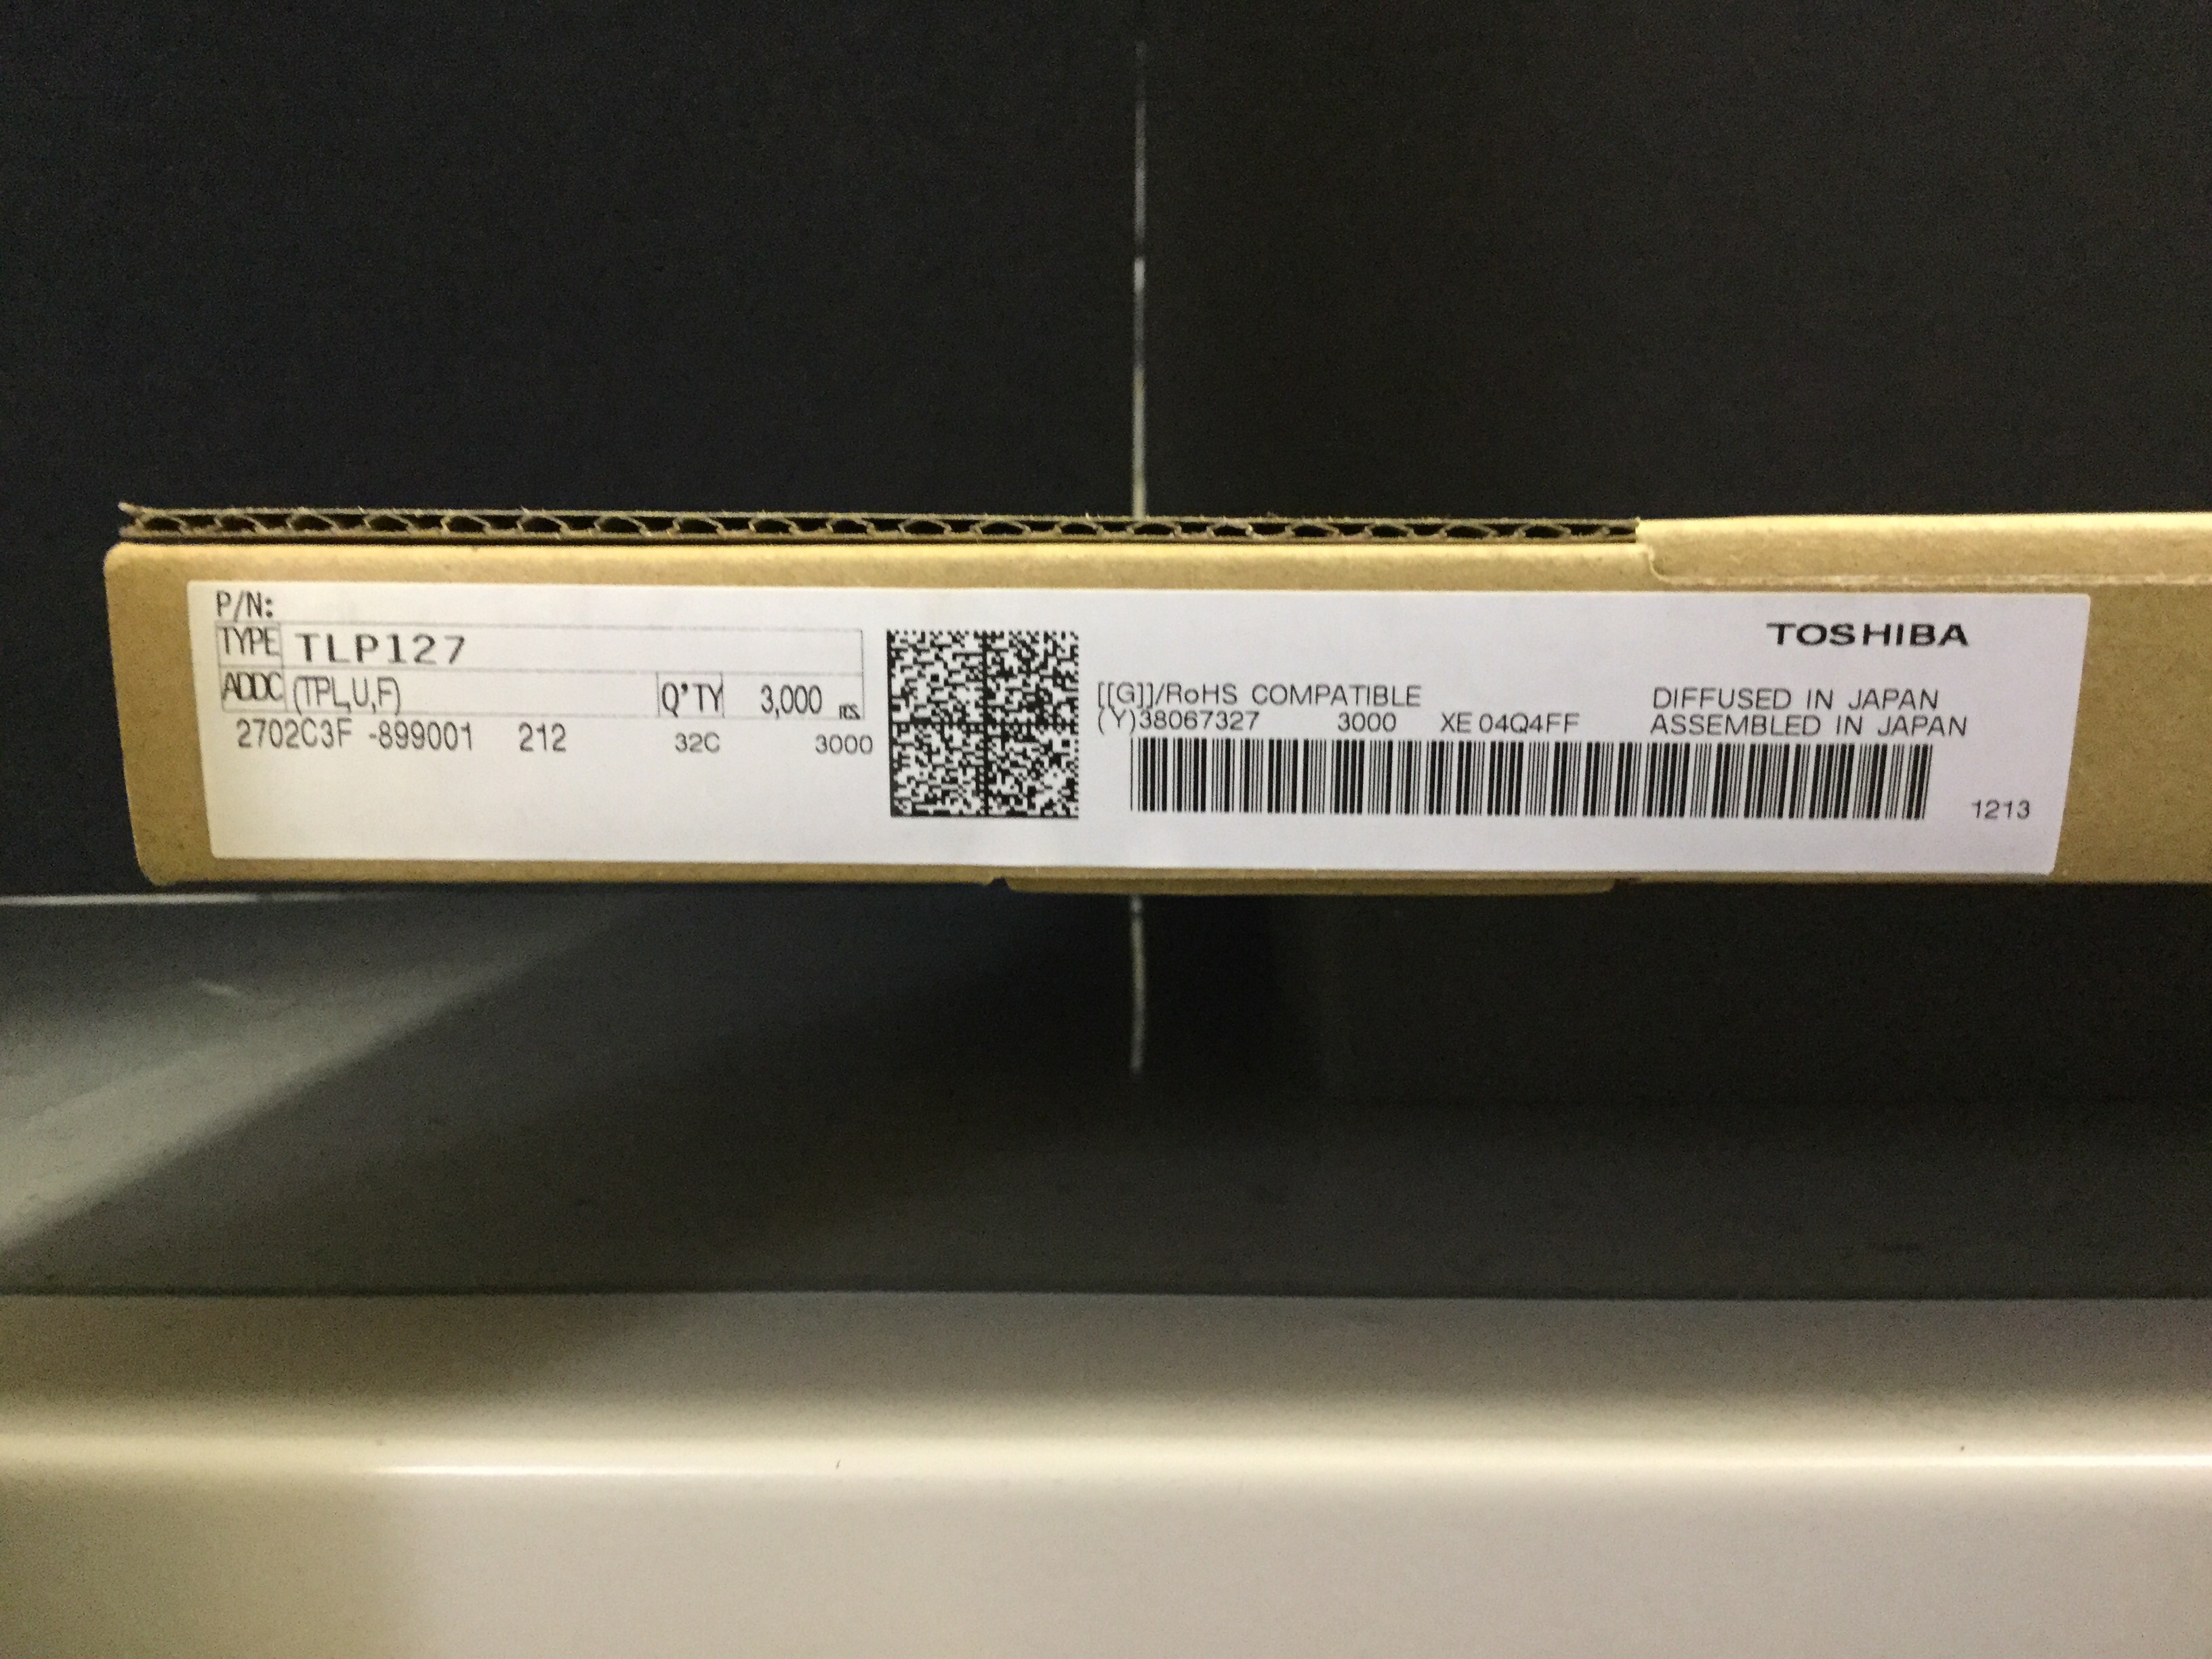 P/N:
TYPE TLP127
ADDC (TPL,U,F) Q'TY 3,000 PCS.
2702C3F -899001 212 32C 3000
TOSHIBA
[[G]]/RoHS COMPATIBLE DIFFUSED IN JAPAN
(Y)38067327 3000 XE 04Q4FF ASSEMBLED IN JAPAN
1213